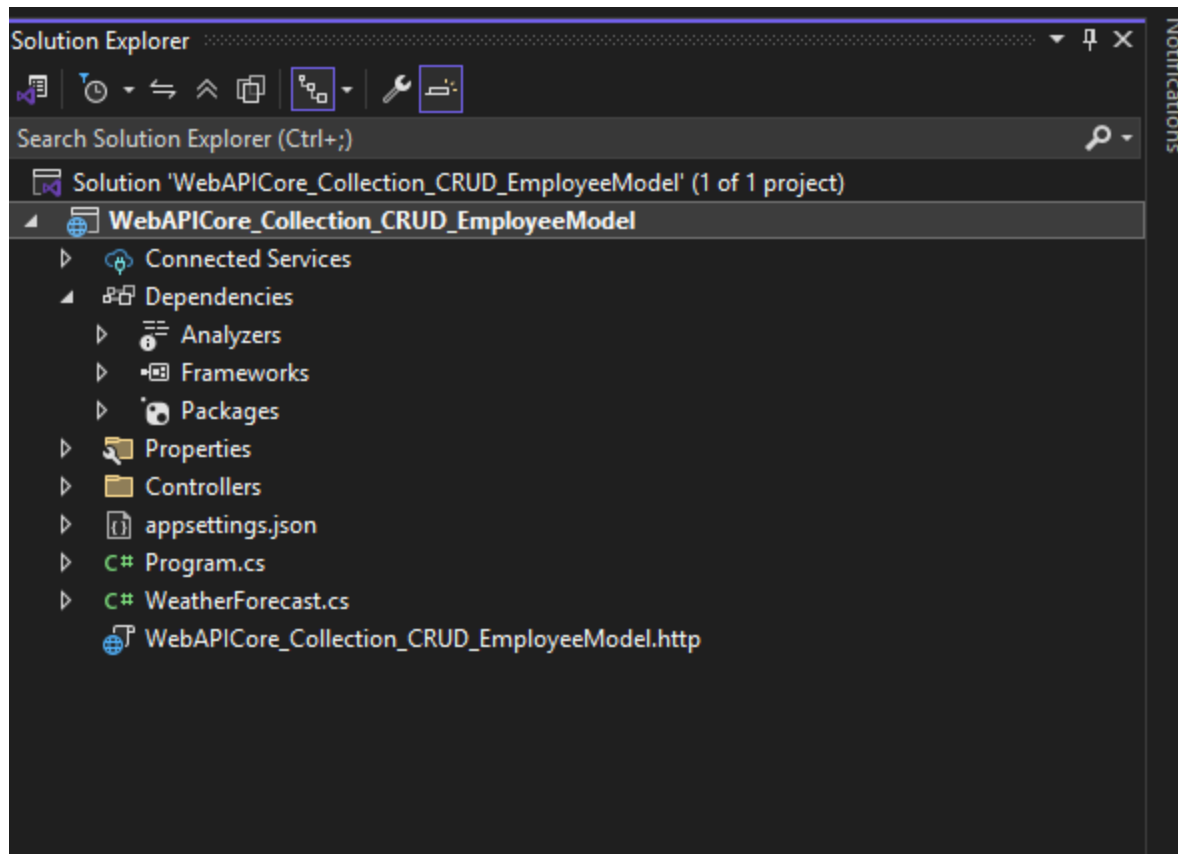 Solution Explorer
Search Solution Explorer (Ctrl+;)
Solution 'WebAPICore_Collection_CRUD_EmployeeModel' (1 of 1 project)
WebAPICore_Collection_CRUD_EmployeeModel
Connected Services
Dependencies
Analyzers
Frameworks
Packages
Properties
Controllers
appsettings.json
C# Program.cs
C# WeatherForecast.cs
WebAPICore_Collection_CRUD_EmployeeModel.http
Notifications